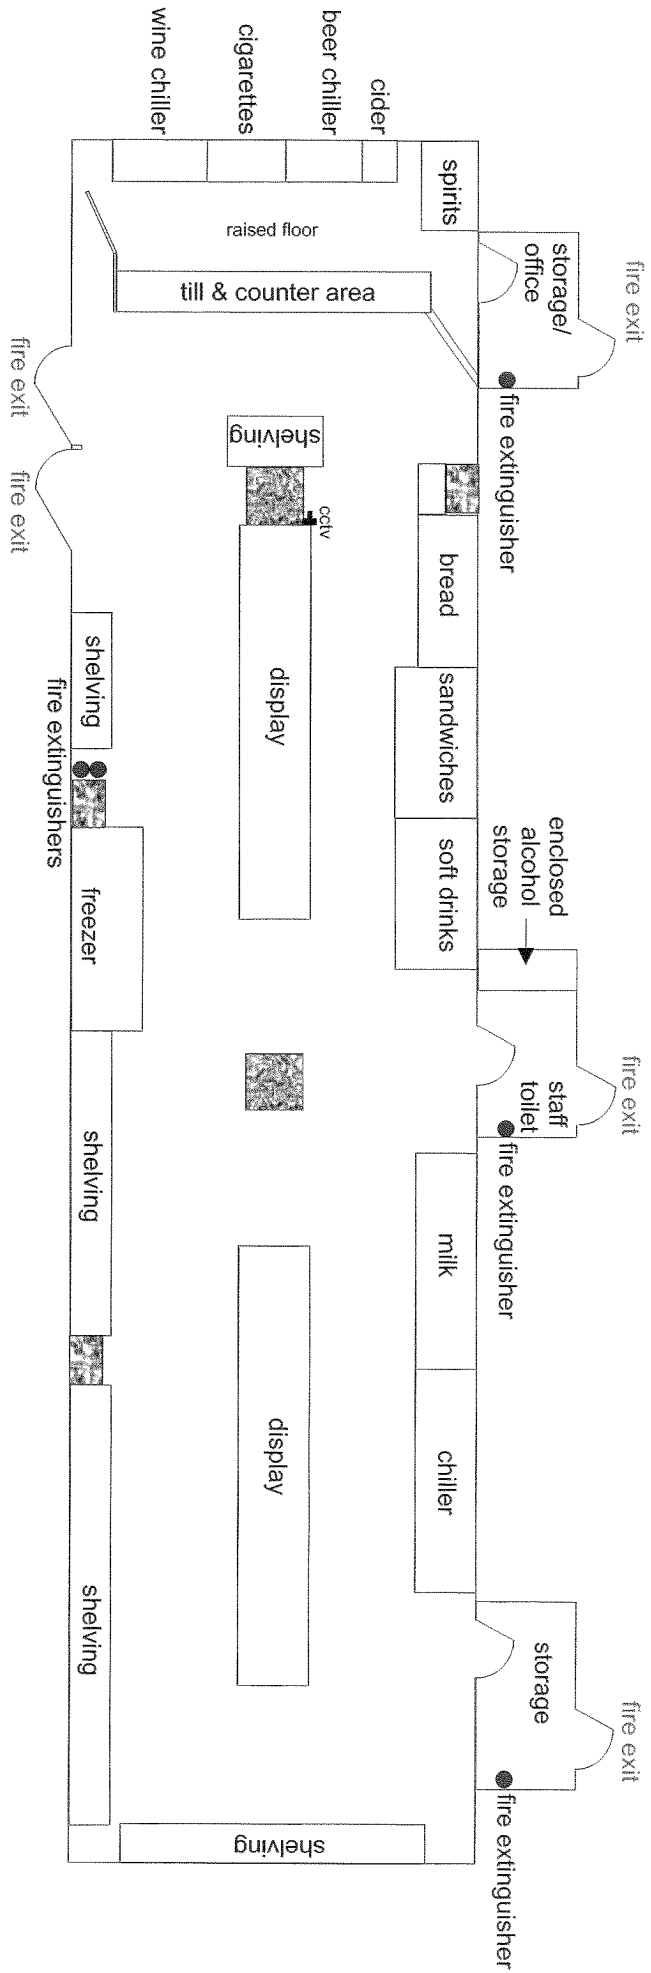 wine chiller
cigarettes
beer chiller
cider
spirits
raised floor
till & counter area
storage/
office
fire exit
fire extinguisher
fire exit
fire exit
shelving
cctv
bread
display
shelving
fire extinguishers
sandwiches
soft drinks
enclosed
alcohol
storage
freezer
staff
toilet
fire exit
fire extinguisher
shelving
milk
display
chiller
shelving
storage
fire exit
fire extinguisher
shelving